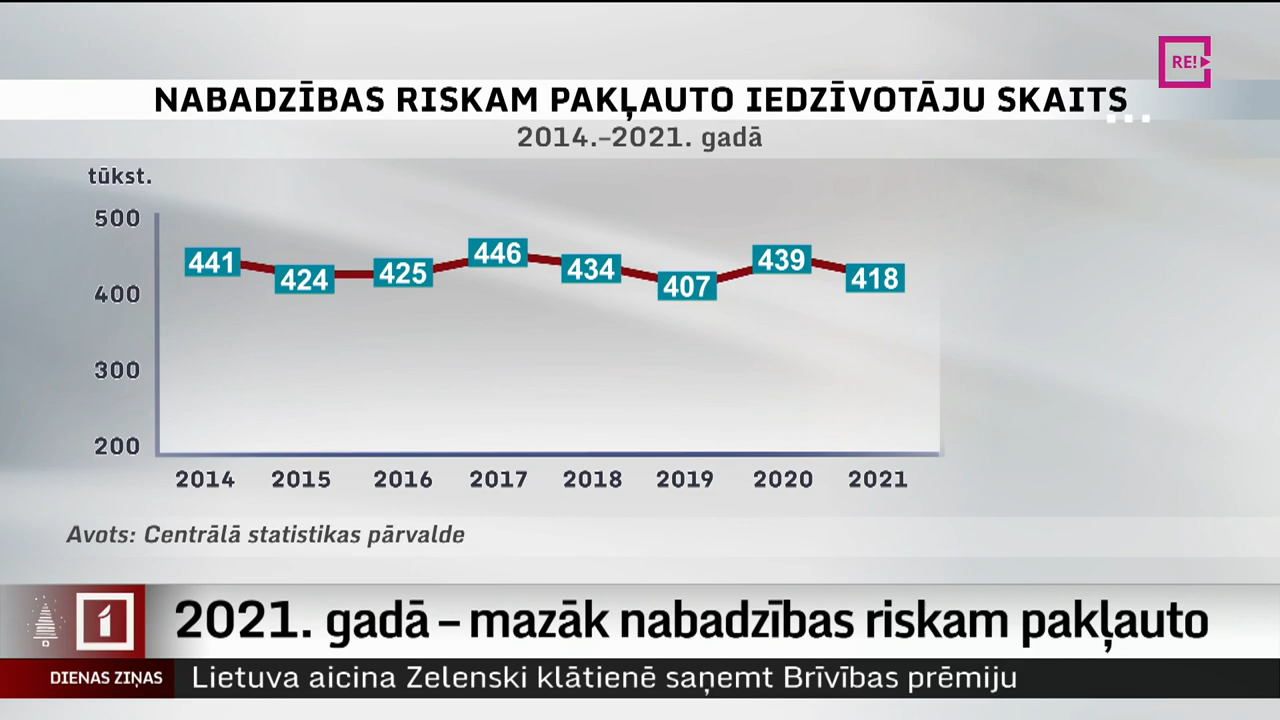 RE!
NABADZĪBAS RISKAM PAKĻAUTO IEDZĪVOTĀJU SKAITS
2014.–2021. gadā
tūkst.
500
400
300
200
441
424
425
446
434
407
439
418
2014 2015 2016 2017 2018 2019 2020 2021
Avots: Centrālā statistikas pārvalde
1
2021. gadā – mazāk nabadzības riskam pakļauto
DIENAS ZIŅAS
Lietuva aicina Zelenski klātienē saņemt Brīvības prēmiju